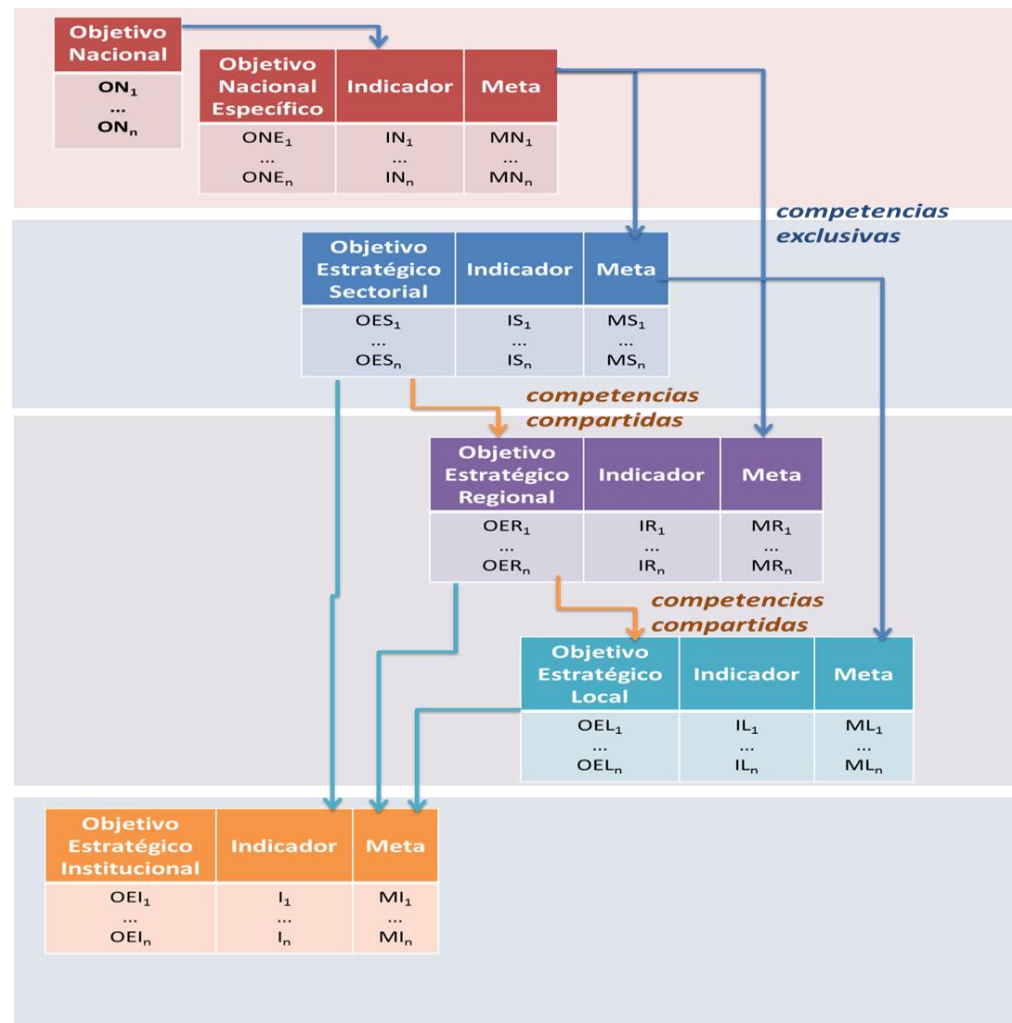 Objetivo
Nacional
ON₁
...
ONₙ
Objetivo
Nacional
Específico
Indicador
Meta
ONE₁
IN₁
MN₁
...
...
...
ONEₙ
INₙ
MNₙ
competencias
exclusivas
Objetivo
Estratégico
Sectorial
Indicador
Meta
OES₁
IS₁
MS₁
...
...
...
OESₙ
ISₙ
MSₙ
competencias
compartidas
Objetivo
Estratégico
Regional
Indicador
Meta
OER₁
IR₁
MR₁
...
...
...
OERₙ
IRₙ
MRₙ
competencias
compartidas
Objetivo
Estratégico
Local
Indicador
Meta
OEL₁
IL₁
ML₁
...
...
...
OELₙ
ILₙ
MLₙ
Objetivo
Estratégico
Institucional
Indicador
Meta
OEI₁
I₁
MI₁
...
...
...
OEIₙ
Iₙ
MIₙ